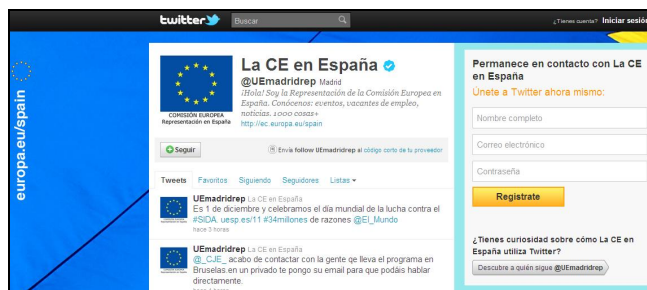 twitter
Buscar
¿Tienes cuenta? Iniciar sesión
europa.eu/spain
COMISIÓN EUROPEA
Representación en España
La CE en España
@UEmadridrep Madrid
¡Hola! Soy la Representación de la Comisión Europea en
España. Conócenos: eventos, vacantes de empleo,
noticias. 1000 cosas+
http://ec.europa.eu/spain
Seguir
Envía follow UEmadridrep al código corto de tu proveedor
Tweets Favoritos Siguiendo Seguidores Listas
UEmadridrep La CE en España
Es 1 de diciembre y celebramos el día mundial de la lucha contra el
#SIDA. uesp.es/11 #34millones de razones @El_Mundo
hace 3 horas
UEmadridrep La CE en España
@_CJE_ acabo de contactar con la gente qe lleva el programa en
Bruselas en un privado te pongo su email para que podáis hablar
directamente.
Permanece en contacto con La CE
en España
Únete a Twitter ahora mismo:
Nombre completo
Correo electrónico
Contraseña
Regístrate
¿Tienes curiosidad sobre cómo La CE en
España utiliza Twitter?
Descubre a quién sigue @UEmadridrep